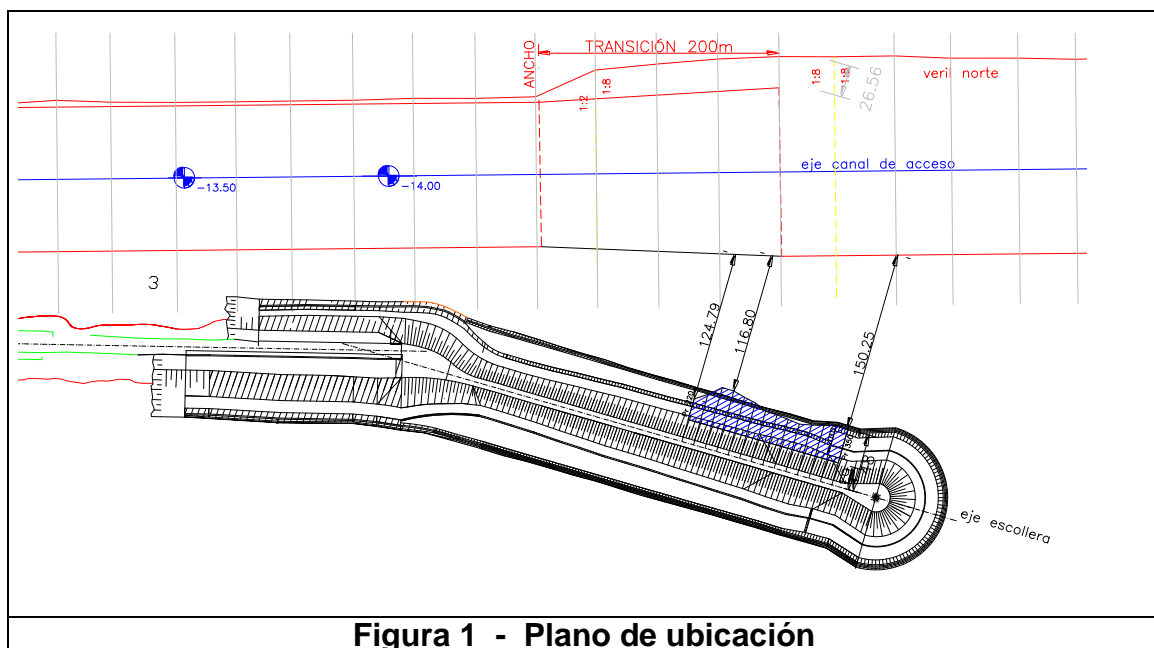 TRANSICIÓN 200m
ANCHO
1:2
1:8
1:8
1:8
26.56
veril norte
eje canal de acceso
-13.50
-14.00
3
124.79
116.80
150.25
eje escollera
Figura 1 - Plano de ubicación